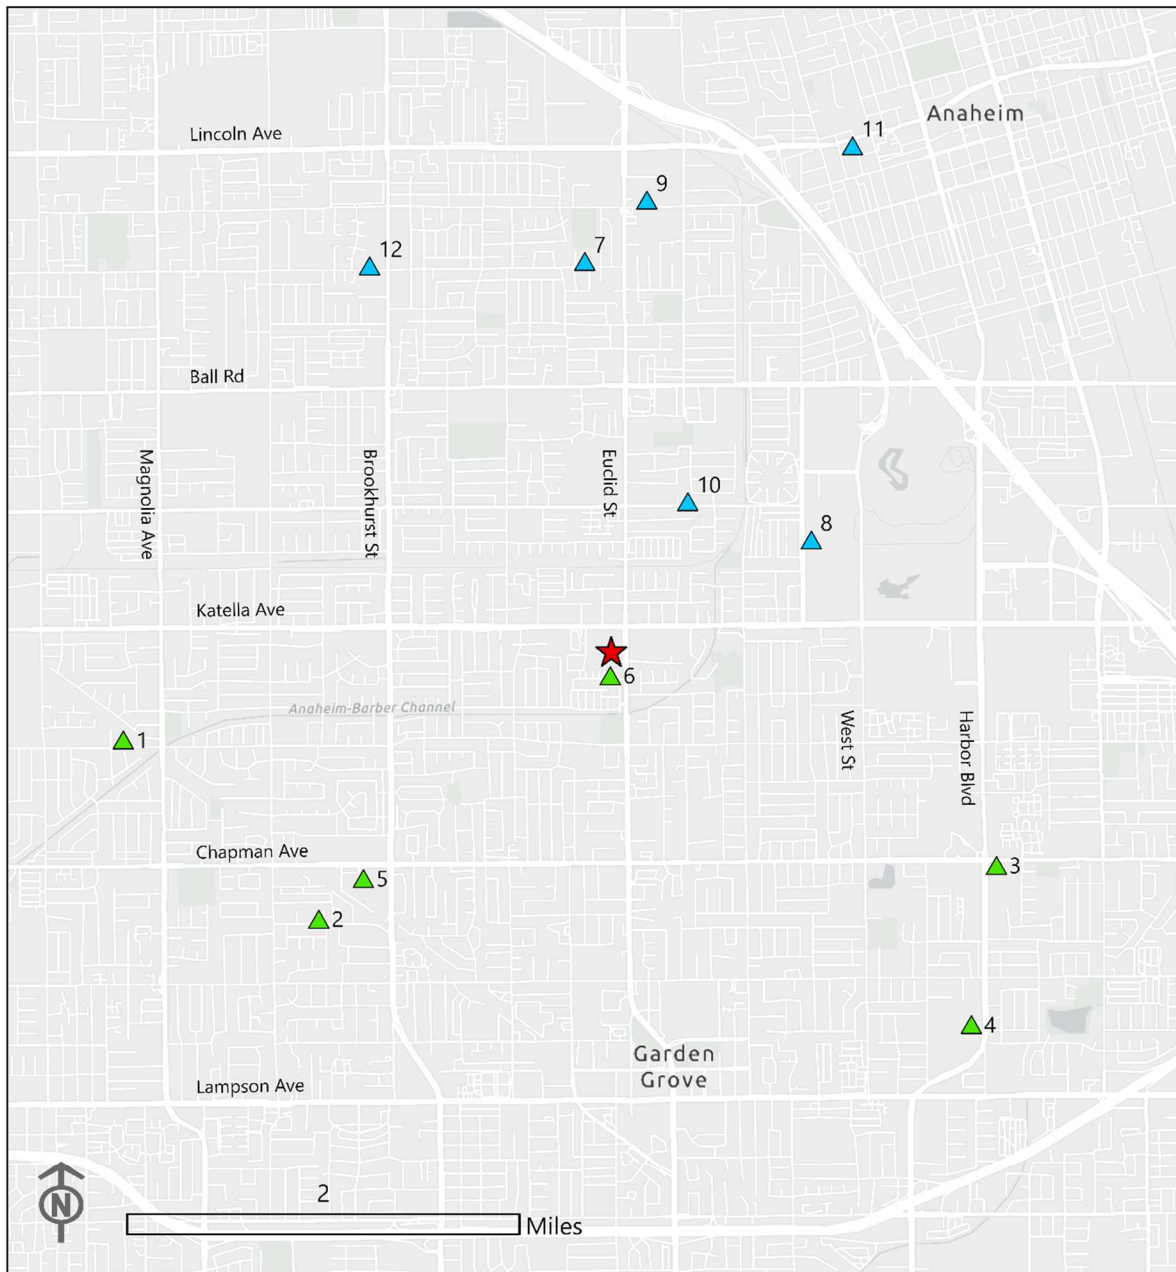 Anaheim
11
Lincoln Ave
9
12
7
Ball Rd
Magnolia Ave
Brookhurst St
Euclid St
10
8
Katella Ave
6
Anaheim-Barber Channel
1
West St
Harbor Blvd
Chapman Ave
3
5
2
4
Garden
Grove
Lampson Ave
N
2
Miles